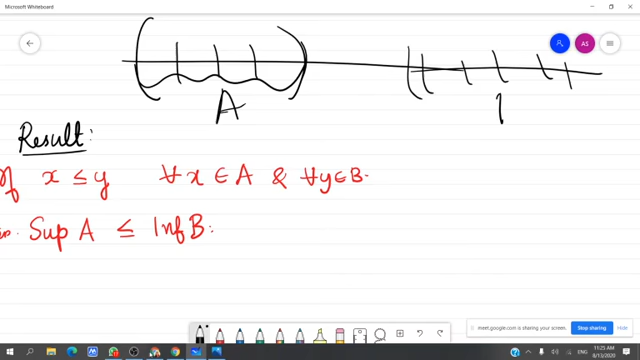 AS
A
Result:
If x ≤ y ∀ x ∈ A & ∀ y ∈ B.
Sup A ≤ Inf B.
meet.google.com is sharing your screen.
Stop sharing
Hide
ENG
11:25 AM
8/13/2020
Microsoft Whiteboard